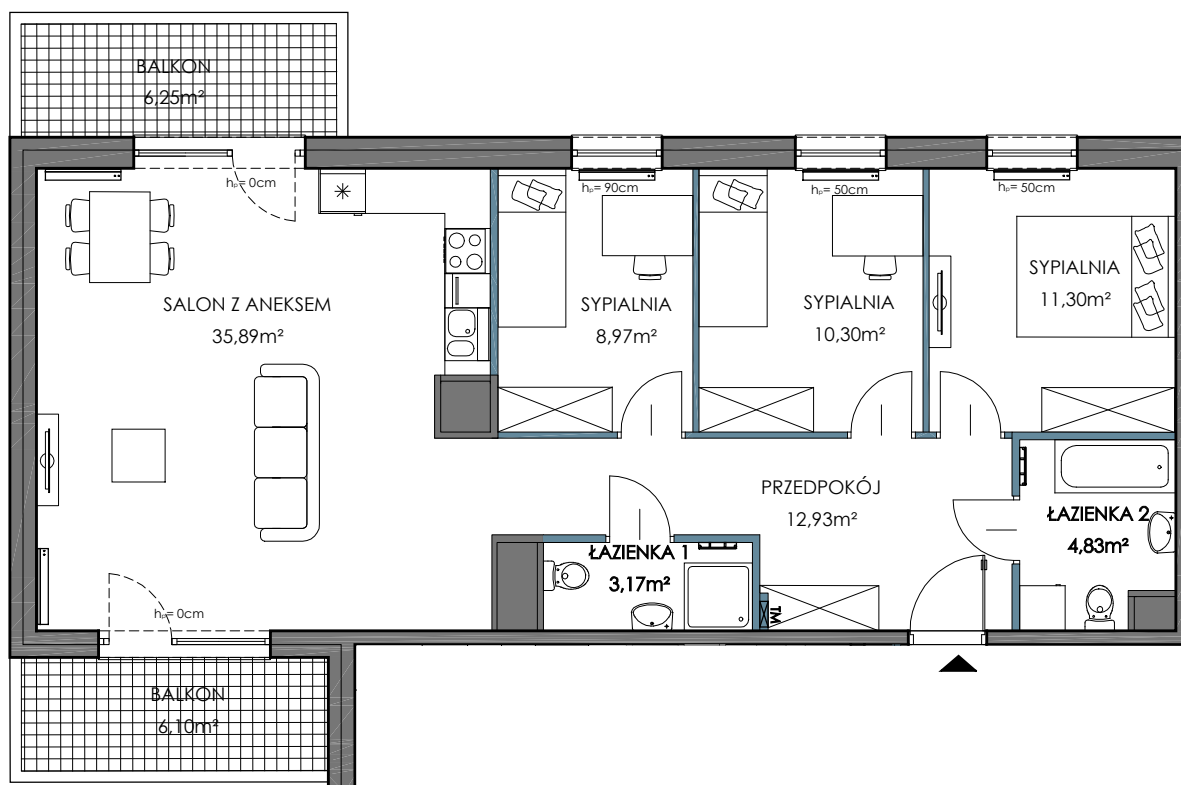 BALKON
6,25m²
hₚ= 0cm
hₚ= 90cm
hₚ= 50cm
hₚ= 50cm
SALON Z ANEKSEM
35,89m²
SYPIALNIA
8,97m²
SYPIALNIA
10,30m²
SYPIALNIA
11,30m²
PRZEDPOKÓJ
12,93m²
ŁAZIENKA 1
3,17m²
ŁAZIENKA 2
4,83m²
TM
hₚ= 0cm
BALKON
6,10m²